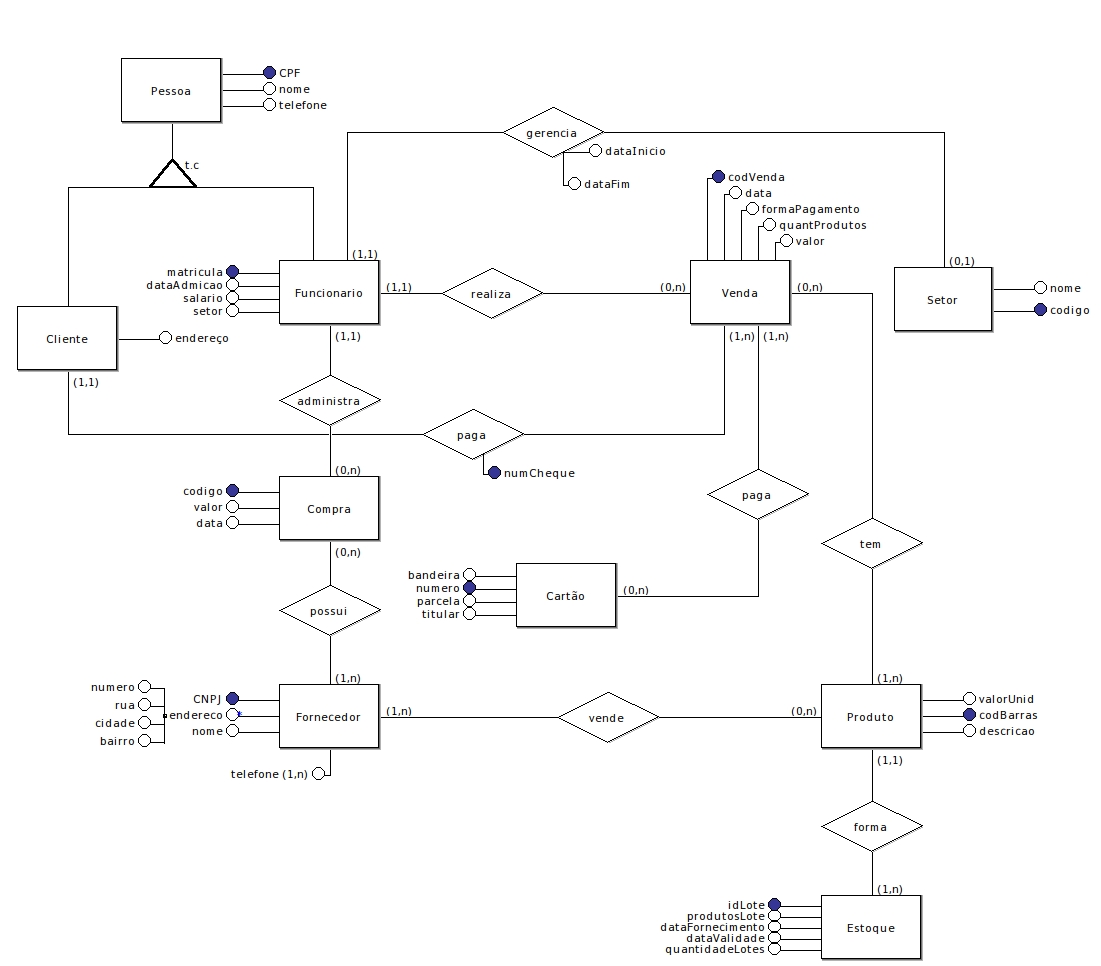 Pessoa
CPF
nome
telefone
t.c
gerencia
dataInicio
dataFim
codVenda
data
formaPagamento
quantProdutos
valor
(1,1)
(0,1)
matricula
dataAdmicao
salario
setor
Funcionario
(1,1)
realiza
(0,n)
Venda
(0,n)
Setor
nome
codigo
Cliente
endereço
(1,1)
(1,1)
(1,n)
(1,n)
administra
paga
numCheque
(0,n)
codigo
valor
data
Compra
(0,n)
paga
tem
bandeira
numero
parcela
titular
Cartão
(0,n)
possui
(1,n)
(1,n)
numero
rua
cidade
bairro
CNPJ
endereco
*
nome
Fornecedor
(1,n)
vende
(0,n)
Produto
valorUnid
codBarras
descricao
telefone (1,n)
(1,1)
forma
(1,n)
idLote
produtosLote
dataFornecimento
dataValidade
quantidadeLotes
Estoque